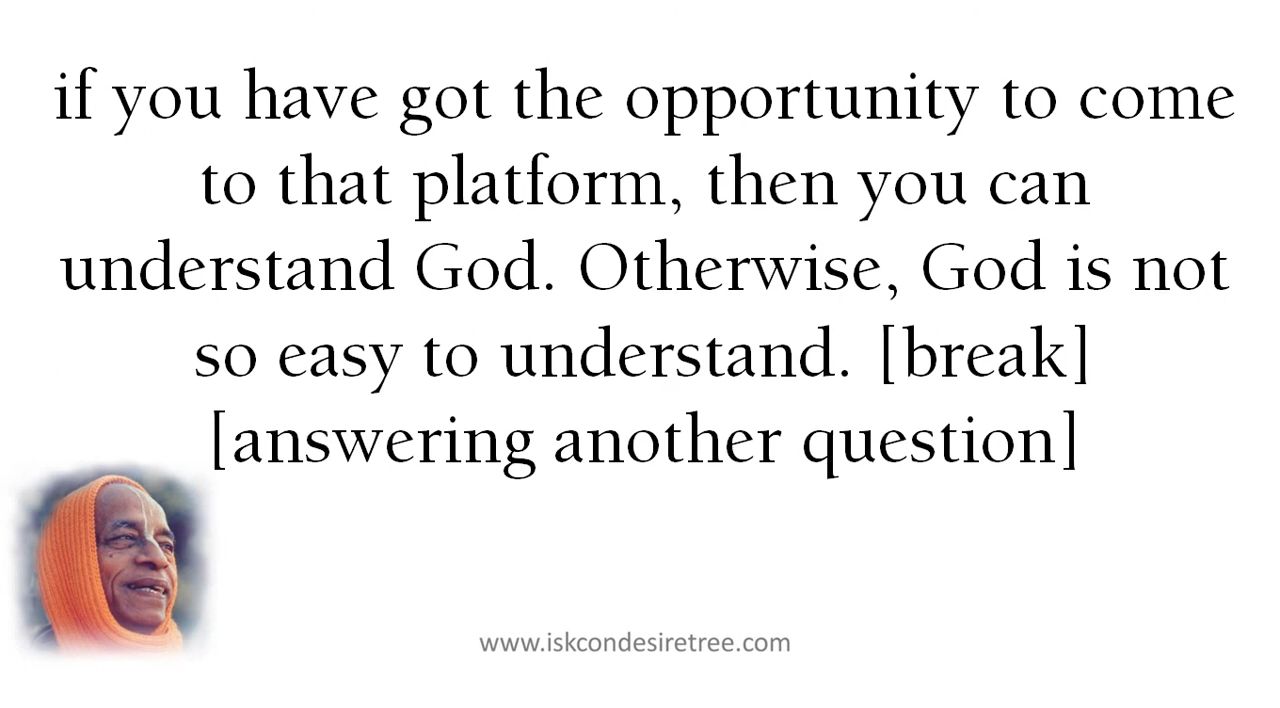 if you have got the opportunity to come
to that platform, then you can
understand God. Otherwise, God is not
so easy to understand. [break]
[answering another question]
www.iskcondesiretree.com